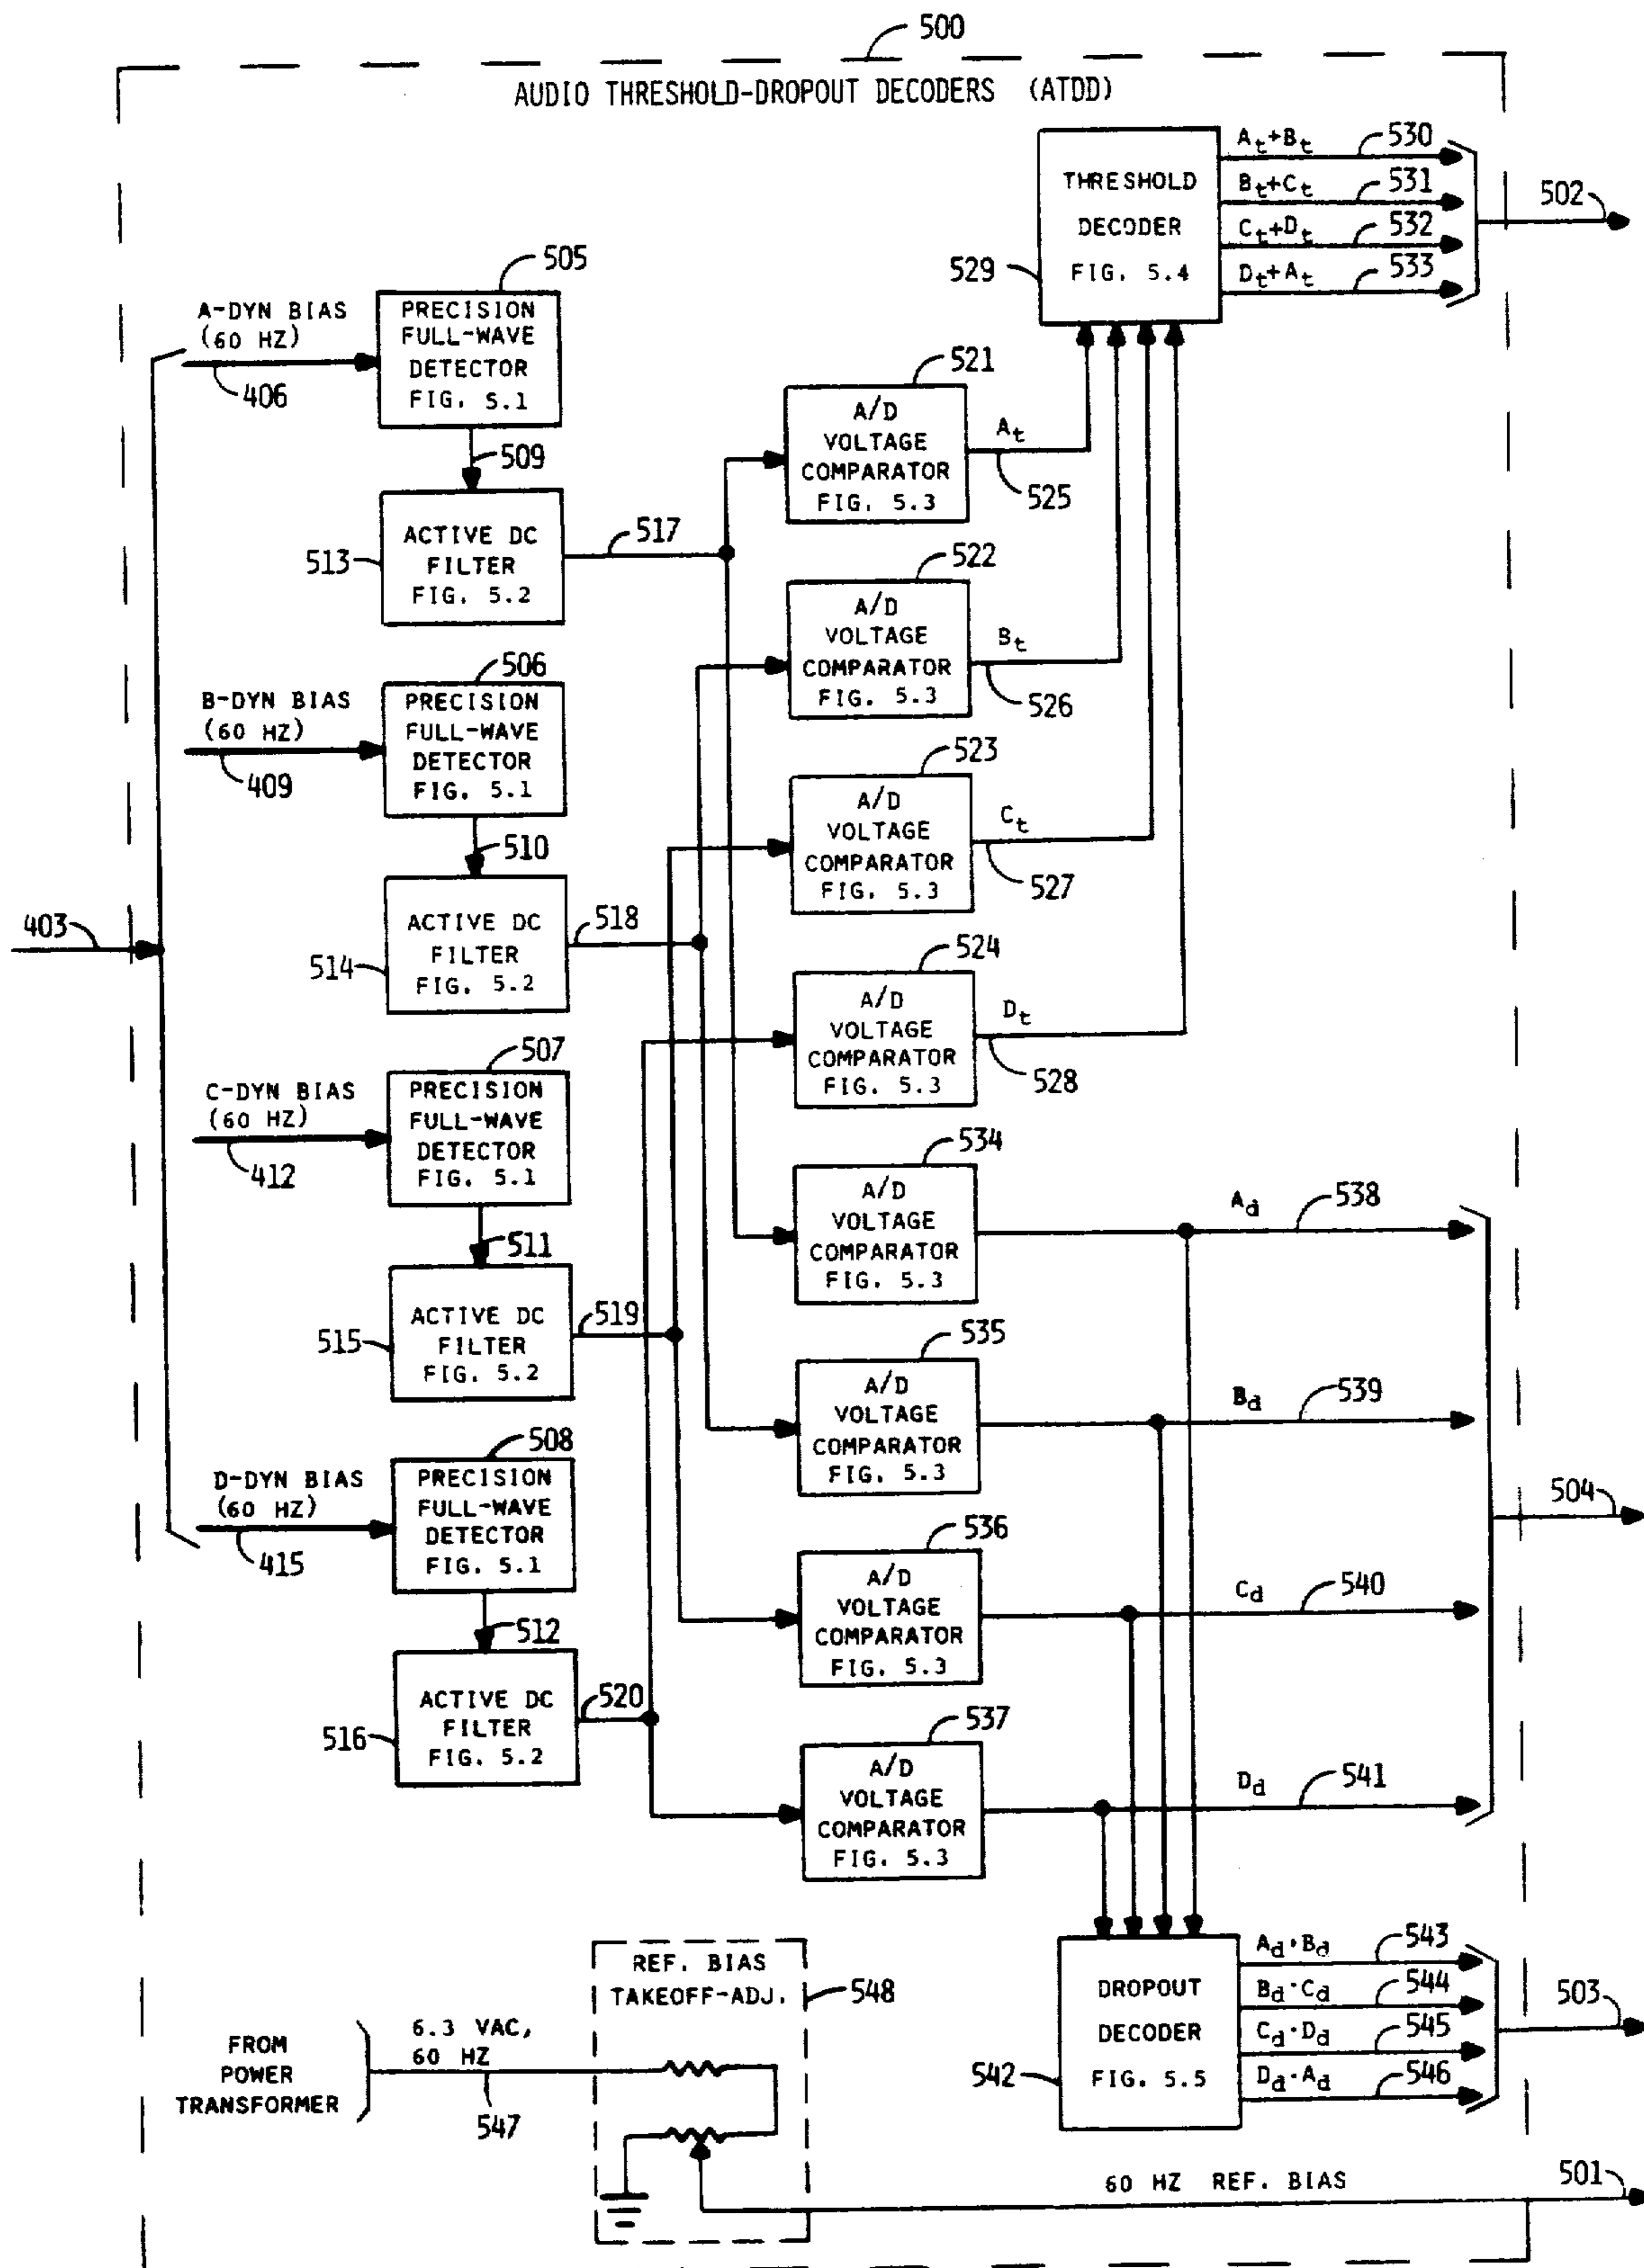 500
AUDIO THRESHOLD-DROPOUT DECODERS (ATDD)
THRESHOLD
DECODER
FIG. 5.4
529
At+Bt
530
Bt+Ct
531
Ct+Dt
532
Dt+At
533
502
505
A-DYN BIAS
(60 HZ)
406
PRECISION
FULL-WAVE
DETECTOR
FIG. 5.1
509
513
ACTIVE DC
FILTER
FIG. 5.2
517
521
A/D
VOLTAGE
COMPARATOR
FIG. 5.3
At
525
522
A/D
VOLTAGE
COMPARATOR
FIG. 5.3
Bt
526
506
B-DYN BIAS
(60 HZ)
409
PRECISION
FULL-WAVE
DETECTOR
FIG. 5.1
510
523
A/D
VOLTAGE
COMPARATOR
FIG. 5.3
Ct
527
403
514
ACTIVE DC
FILTER
FIG. 5.2
518
524
A/D
VOLTAGE
COMPARATOR
FIG. 5.3
Dt
528
507
C-DYN BIAS
(60 HZ)
412
PRECISION
FULL-WAVE
DETECTOR
FIG. 5.1
511
534
A/D
VOLTAGE
COMPARATOR
FIG. 5.3
Ad
538
515
ACTIVE DC
FILTER
FIG. 5.2
519
535
A/D
VOLTAGE
COMPARATOR
FIG. 5.3
Bd
539
508
D-DYN BIAS
(60 HZ)
415
PRECISION
FULL-WAVE
DETECTOR
FIG. 5.1
512
504
536
A/D
VOLTAGE
COMPARATOR
FIG. 5.3
Cd
540
516
ACTIVE DC
FILTER
FIG. 5.2
520
537
A/D
VOLTAGE
COMPARATOR
FIG. 5.3
Dd
541
FROM
POWER
TRANSFORMER
6.3 VAC,
60 HZ
547
REF. BIAS
TAKEOFF-ADJ.
548
542
DROPOUT
DECODER
FIG. 5.5
Ad·Bd
543
Bd·Cd
544
Cd·Dd
545
Dd·Ad
546
503
60 HZ REF. BIAS
501